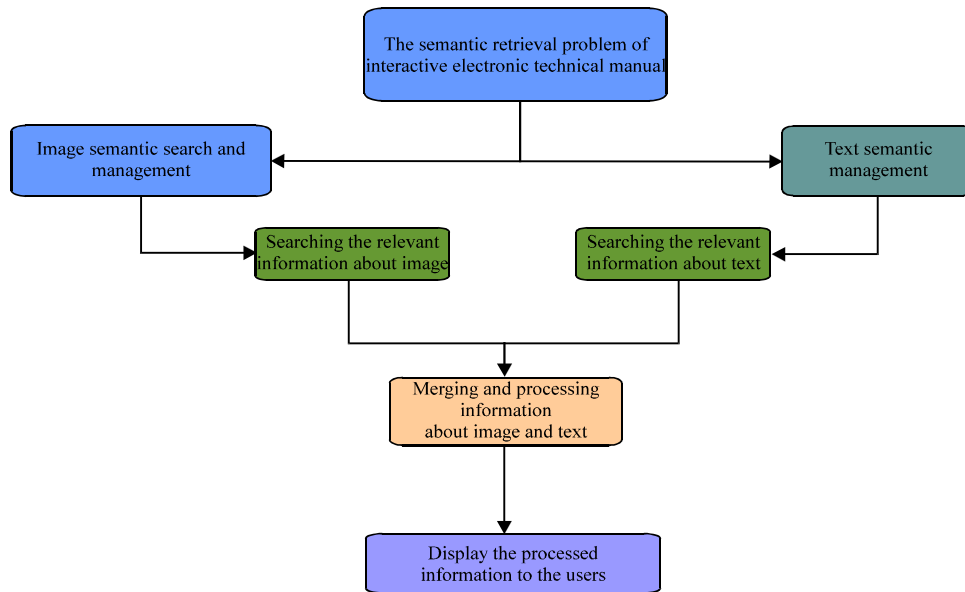 The semantic retrieval problem of
interactive electronic technical manual
Image semantic search and
management
Text semantic
management
Searching the relevant
information about image
Searching the relevant
information about text
Merging and processing
information
about image and text
Display the processed
information to the users